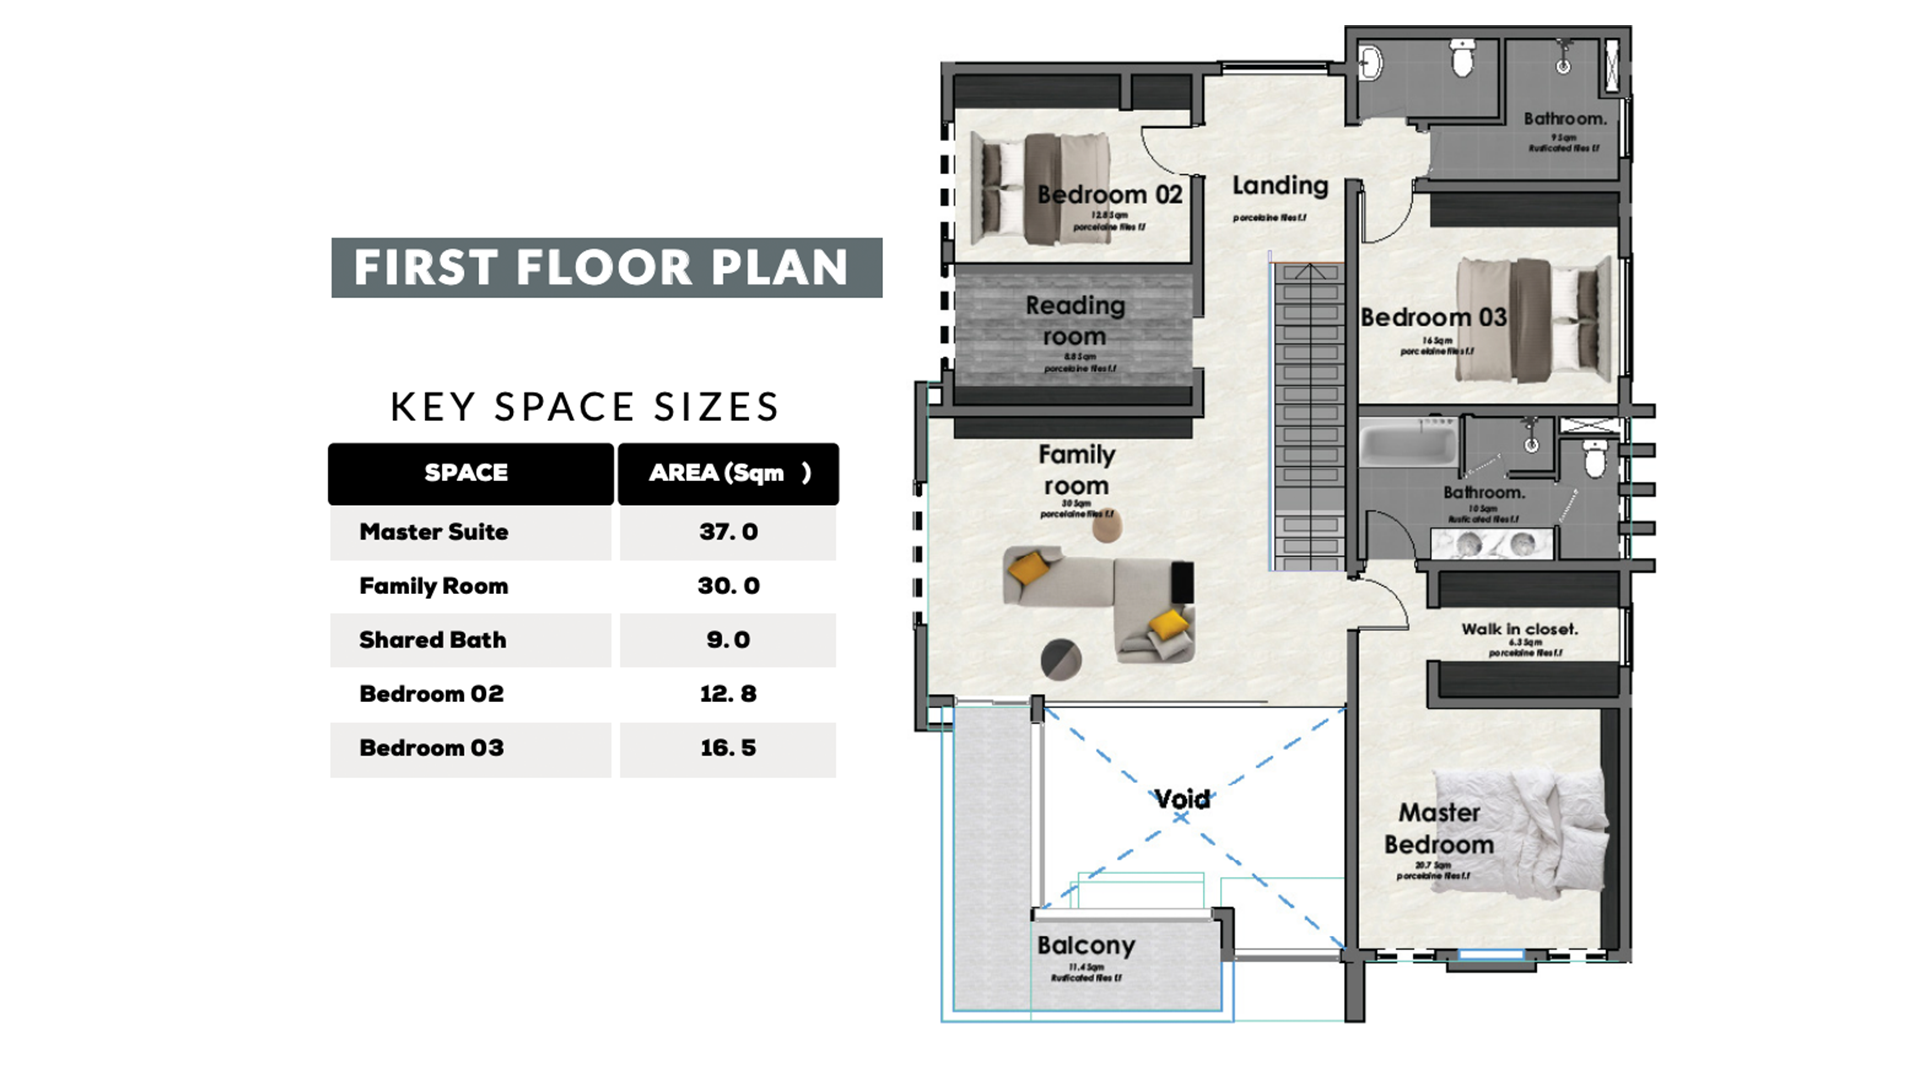 FIRST FLOOR PLAN
KEY SPACE SIZES
SPACE AREA (Sqm )
Master Suite 37. 0
Family Room 30. 0
Shared Bath 9. 0
Bedroom 02 12. 8
Bedroom 03 16. 5
Bathroom.
9 Sqm
Rusticated tiles f.f
Bedroom 02
12.8 Sqm
porcelaine tiles f.f
Landing
porcelaine tiles f.f
Reading
room
8.8 Sqm
porcelaine tiles f.f
Bedroom 03
16 Sqm
porcelaine tiles f.f
Family
room
30 Sqm
porcelaine tiles f.f
Bathroom.
10 Sqm
Rusticated tiles f.f
Walk in closet.
6.3 Sqm
porcelaine tiles f.f
Void
Master
Bedroom
20.7 Sqm
porcelaine tiles f.f
Balcony
11.4 Sqm
Rusticated tiles f.f